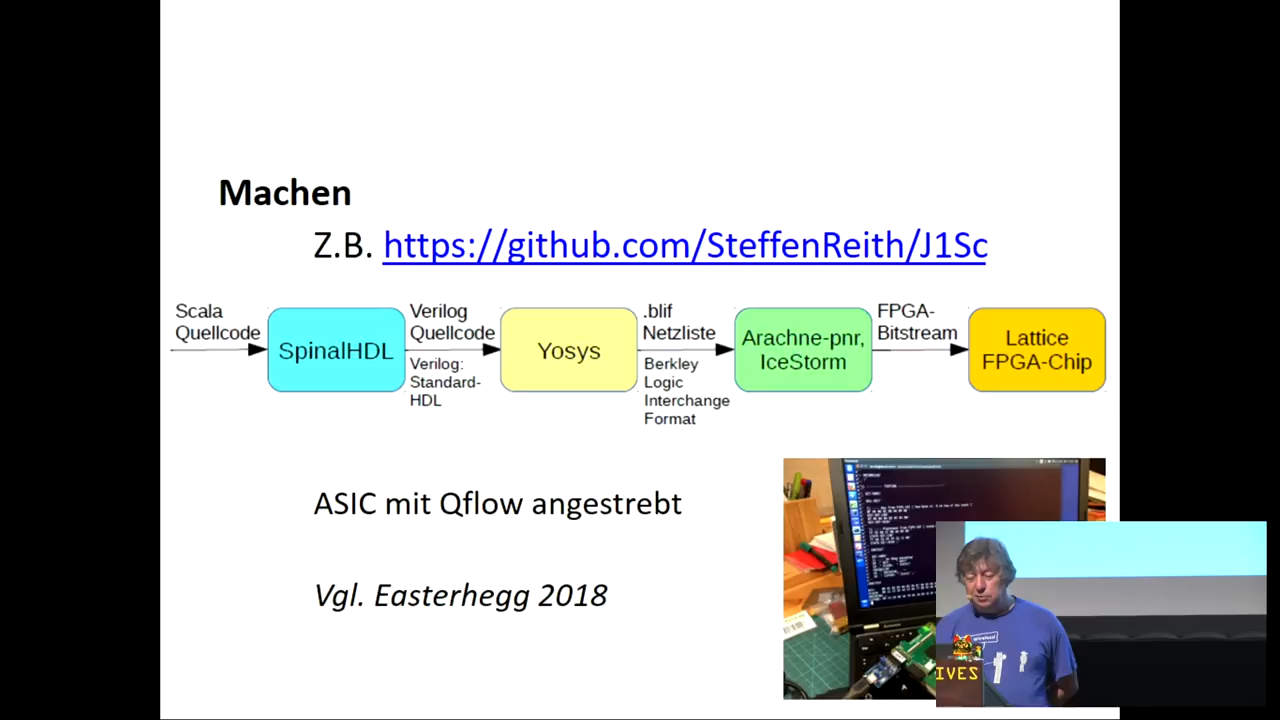 Machen
Z.B. https://github.com/SteffenReith/J1Sc
Scala
Quellcode
SpinalHDL
Verilog
Quellcode
Verilog:
Standard-
HDL
Yosys
.blif
Netzliste
Berkley
Logic
Interchange
Format
Arachne-pnr,
IceStorm
FPGA-
Bitstream
Lattice
FPGA-Chip
ASIC mit Qflow angestrebt
Vgl. Easterhegg 2018
IVES